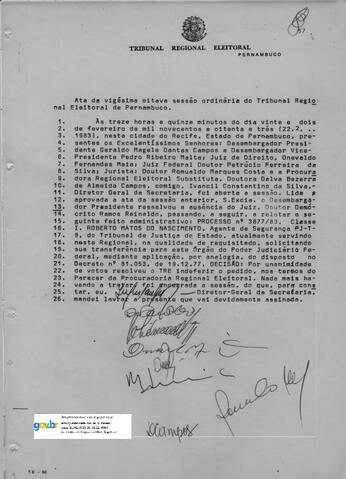 TRIBUNAL REGIONAL ELEITORAL
PERNAMBUCO
Ata da vigésima oitava sessão ordinária do Tribunal Regio
nal Eleitoral de Pernambuco.
1. Às treze horas e quinze minutos do dia vinte e dois
2. de fevereiro de mil novecentos e oitenta e três (22.2. ..
3. 1983), nesta cidade do Recife, Estado de Pernambuco, pre-
4. sentes os Excelentíssimos Senhores: Desembargador Presi-
5. dente Geraldo Magela Dantas Campos e Desembargador Vice-
6. Presidente Pedro Ribeiro Malta; Juiz de Direito, Onevaldo
7. Fernandes Maia; Juiz Federal Doutor Petrúcio Ferreira da
8. Silva; Jurista: Doutor Romualdo Marques Costa e a Procura
9. dora Regional Eleitoral Substituta, Doutora Dalva Bezerra
10. de Almeida Campos, comigo, Ivancil Constantino da Silva,-
11. Diretor Geral da Secretaria, foi aberta a sessão. Lida e
12. aprovada a ata da sessão anterior, S.Excia. o Desembarga-
13. dor Presidente ressalvou a ausência do Juiz, Doutor Demó-
14. crito Ramos Reinaldo, passando, a seguir, a relatar o se-
15. guinte feito administrativo: PROCESSO nº 3877/83. Classe
16. I. ROBERTO MATOS DO NASCIMENTO, Agente de Segurança PJ-T-
17. 9, do Tribunal de Justiça do Estado, atualmente servindo
18. nesta Regional, na qualidade de requisitado, solicitando
19. sua transferência para este Órgão do Poder Judiciário Fe-
20. deral, mediante aplicação, por analogia, do disposto no
21. Decreto nº 81.053, de 19.12.77. DECISÃO: Por unanimidade
22. de votos resolveu o TRE indeferir o pedido, nos termos do
23. Parecer da Procuradoria Regional Eleitoral. Nada mais ha-
24. vendo a tratar foi encerrada a sessão, do que, para cons-
25. tar, eu, Diretor-Geral da Secretaria,
26. mandei lavrar a presente que vai devidamente assinada.
DCampos
gov.br